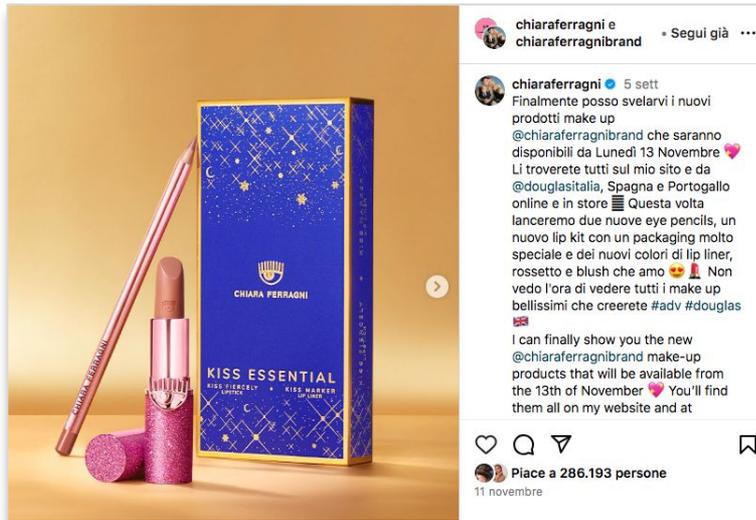 CHIARA FERRAGNI
CHIARA FERRAGNI
KISS ESSENTIAL
KISS FIERCELY
LIPSTICK
KISS MARKER
LIP LINER
chiaraferragni e
chiaraferragnibrand
• Segui già
chiaraferragni 5 sett
Finalmente posso svelarvi i nuovi
prodotti make up
@chiaraferragnibrand che saranno
disponibili da Lunedì 13 Novembre 💖
Li troverete tutti sul mio sito e da
@douglasitalia, Spagna e Portogallo
online e in store Questa volta
lanceremo due nuove eye pencils, un
nuovo lip kit con un packaging molto
speciale e dei nuovi colori di lip liner,
rossetto e blush che amo 😍💄 Non
vedo l'ora di vedere tutti i make up
bellissimi che creerete #adv #douglas
🇬🇧
I can finally show you the new
@chiaraferragnibrand make-up
products that will be available from
the 13th of November 💖 You'll find
them all on my website and at
Piace a 286.193 persone
11 novembre